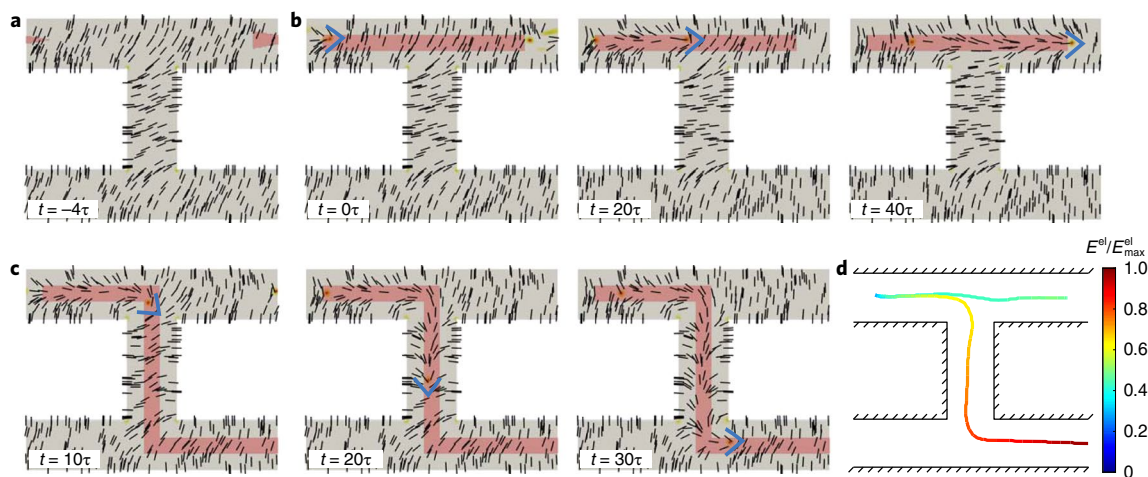 a
b
t = −4τ
t = 0τ
t = 20τ
t = 40τ
c
d
E^el/E^el_max
t = 10τ
t = 20τ
t = 30τ
1.0
0.8
0.6
0.4
0.2
0